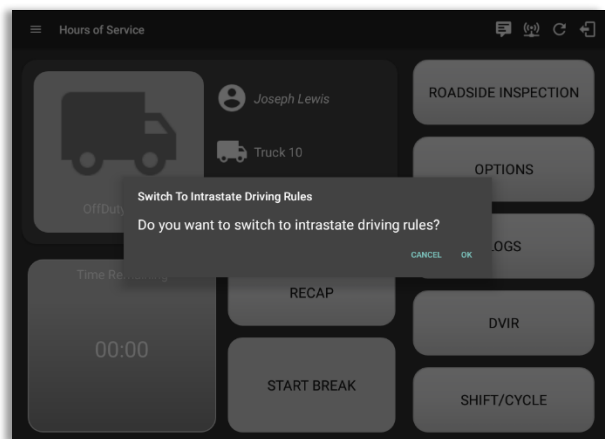 Hours of Service
Joseph Lewis
Truck 10
ROADSIDE INSPECTION
OPTIONS
Switch To Intrastate Driving Rules
Do you want to switch to intrastate driving rules?
CANCEL OK
Time
RECAP
DVIR
00:00
START BREAK
SHIFT/CYCLE